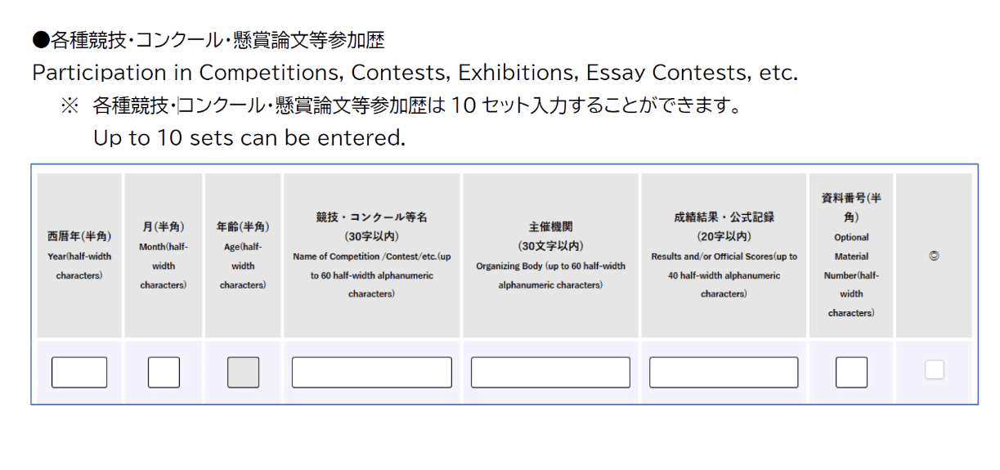 ●各種競技・コンクール・懸賞論文等参加歴
Participation in Competitions, Contests, Exhibitions, Essay Contests, etc.
※ 各種競技・コンクール・懸賞論文等参加歴は 10 セット入力することができます。
Up to 10 sets can be entered.
西暦年(半角)
Year(half-width
characters)
月(半角)
Month(half-
width
characters)
年齢(半角)
Age(half-
width
characters)
競技・コンクール等名
(30字以内)
Name of Competition /Contest/etc.(up
to 60 half-width alphanumeric
characters)
主催機関
(30文字以内)
Organizing Body (up to 60 half-width
alphanumeric characters)
成績結果・公式記録
(20字以内)
Results and/or Official Scores(up to
40 half-width alphanumeric
characters)
資料番号(半
角)
Optional
Material
Number(half-
width
characters)
◎